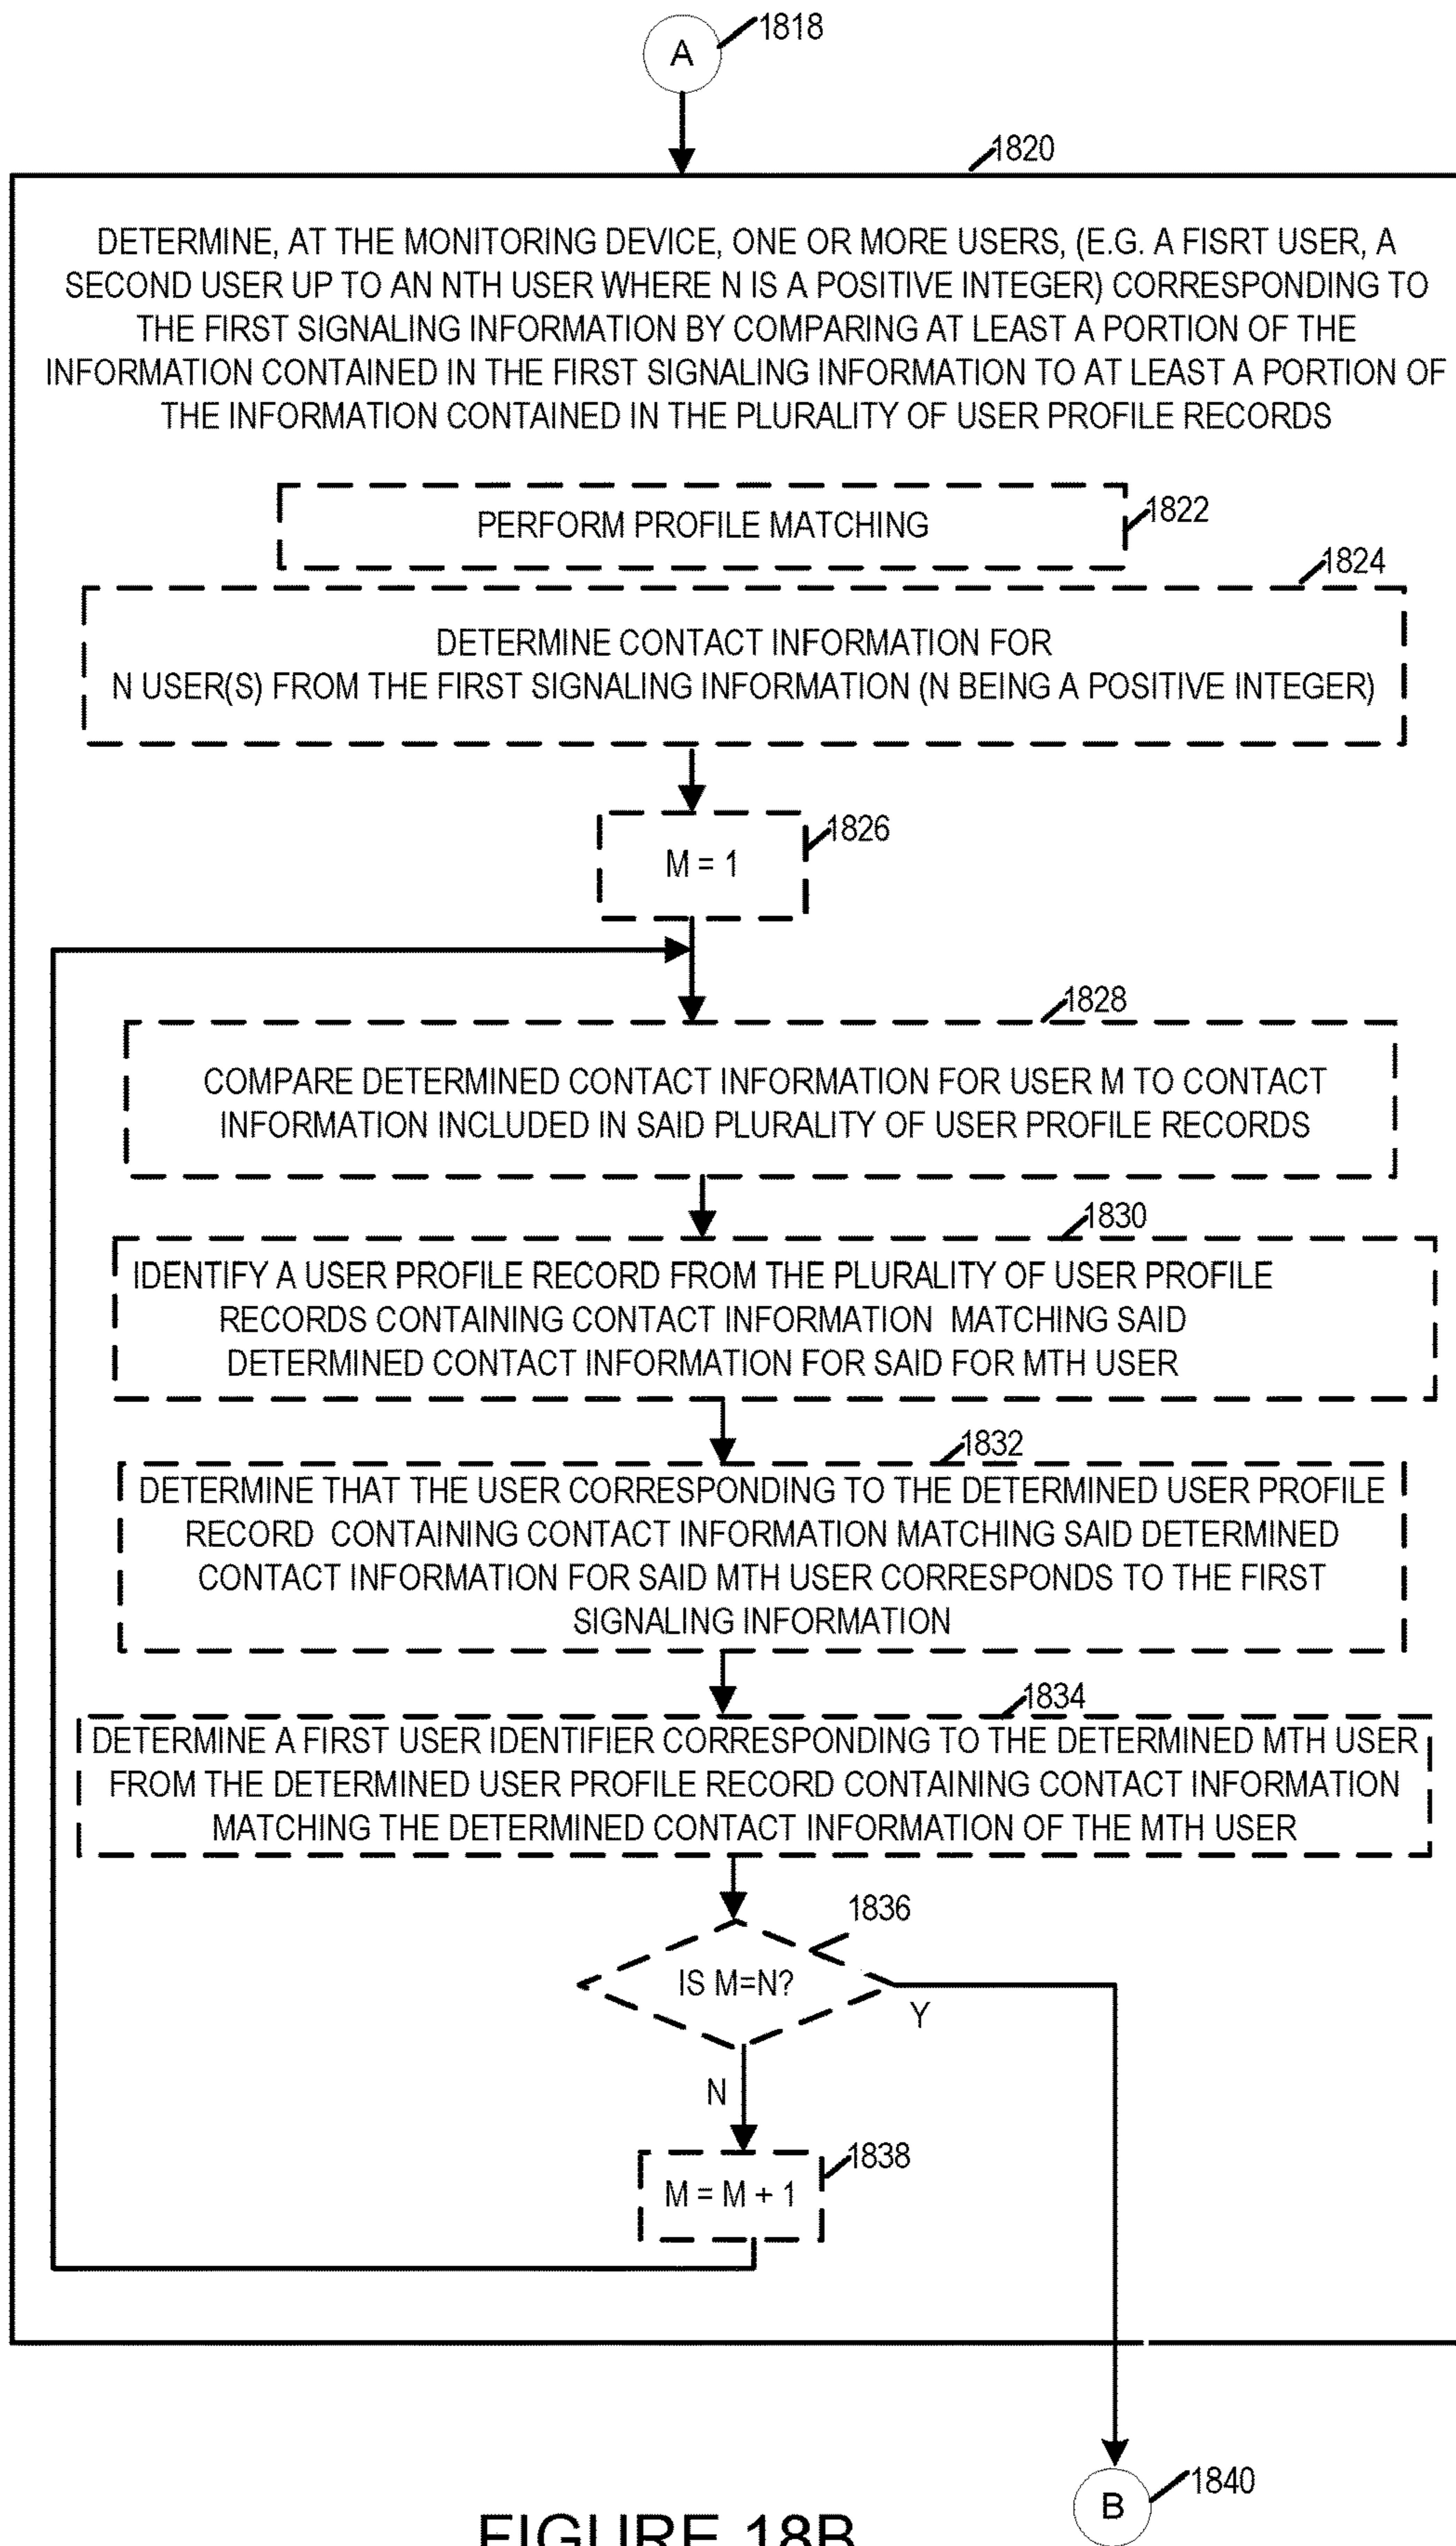 A
1818
1820
DETERMINE, AT THE MONITORING DEVICE, ONE OR MORE USERS, (E.G. A FISRT USER, A
SECOND USER UP TO AN NTH USER WHERE N IS A POSITIVE INTEGER) CORRESPONDING TO
THE FIRST SIGNALING INFORMATION BY COMPARING AT LEAST A PORTION OF THE
INFORMATION CONTAINED IN THE FIRST SIGNALING INFORMATION TO AT LEAST A PORTION OF
THE INFORMATION CONTAINED IN THE PLURALITY OF USER PROFILE RECORDS
PERFORM PROFILE MATCHING
1822
1824
DETERMINE CONTACT INFORMATION FOR
N USER(S) FROM THE FIRST SIGNALING INFORMATION (N BEING A POSITIVE INTEGER)
1826
M = 1
1828
COMPARE DETERMINED CONTACT INFORMATION FOR USER M TO CONTACT
INFORMATION INCLUDED IN SAID PLURALITY OF USER PROFILE RECORDS
1830
IDENTIFY A USER PROFILE RECORD FROM THE PLURALITY OF USER PROFILE
RECORDS CONTAINING CONTACT INFORMATION MATCHING SAID
DETERMINED CONTACT INFORMATION FOR SAID FOR MTH USER
1832
DETERMINE THAT THE USER CORRESPONDING TO THE DETERMINED USER PROFILE
RECORD CONTAINING CONTACT INFORMATION MATCHING SAID DETERMINED
CONTACT INFORMATION FOR SAID MTH USER CORRESPONDS TO THE FIRST
SIGNALING INFORMATION
1834
DETERMINE A FIRST USER IDENTIFIER CORRESPONDING TO THE DETERMINED MTH USER
FROM THE DETERMINED USER PROFILE RECORD CONTAINING CONTACT INFORMATION
MATCHING THE DETERMINED CONTACT INFORMATION OF THE MTH USER
1836
IS M=N?
Y
N
1838
M = M + 1
1840
B
FIGURE 18B